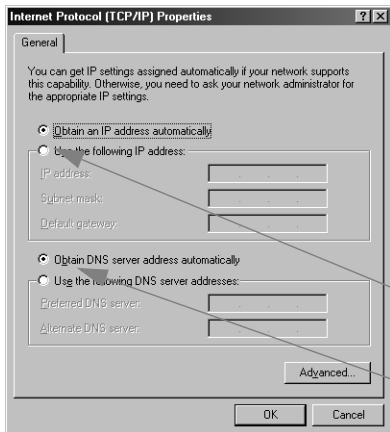 Internet Protocol (TCP/IP) Properties
General
You can get IP settings assigned automatically if your network supports
this capability. Otherwise, you need to ask your network administrator for
the appropriate IP settings.
Obtain an IP address automatically
Use the following IP address:
IP address:
Subnet mask:
Default gateway:
Obtain DNS server address automatically
Use the following DNS server addresses:
Preferred DNS server:
Alternate DNS server:
Advanced...
OK
Cancel